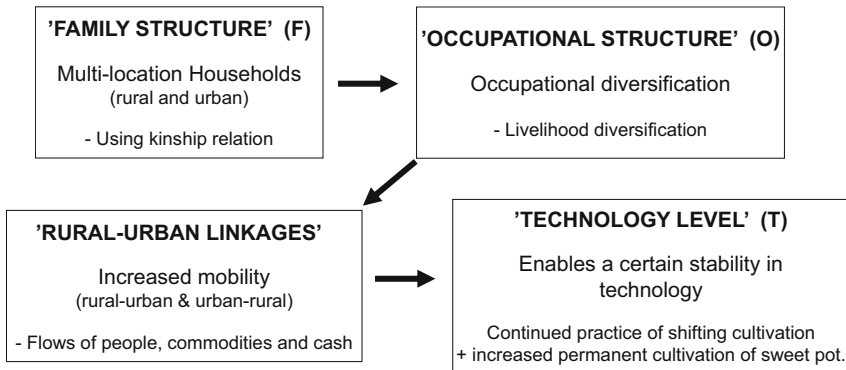 ’FAMILY STRUCTURE’ (F)
Multi-location Households
(rural and urban)
- Using kinship relation
’OCCUPATIONAL STRUCTURE’ (O)
Occupational diversification
- Livelihood diversification
’RURAL-URBAN LINKAGES’
Increased mobility
(rural-urban & urban-rural)
- Flows of people, commodities and cash
’TECHNOLOGY LEVEL’ (T)
Enables a certain stability in
technology
Continued practice of shifting cultivation
+ increased permanent cultivation of sweet pot.